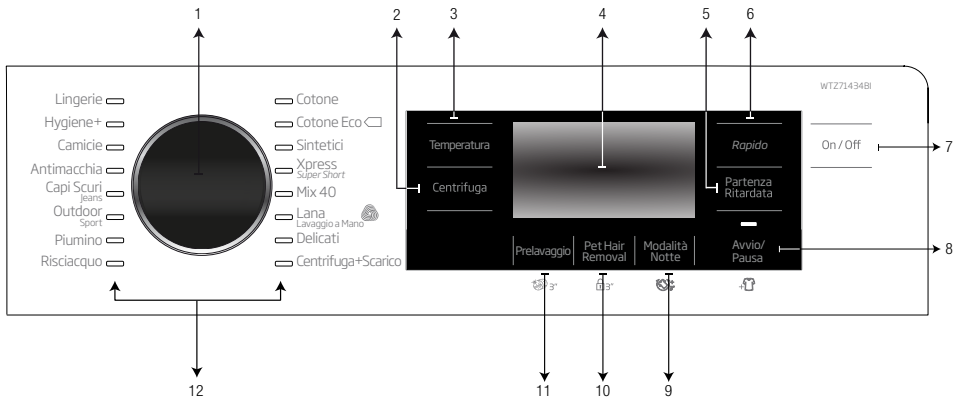 1
2
3
4
5
6
WTZ71434BI
Lingerie
Hygiene+
Camicie
Antimacchia
Capi Scuri
Jeans
Outdoor
Sport
Piumino
Risciacquo
Cotone
Cotone Eco
Sintetici
Xpress
Super Short
Mix 40
Lana
Lavaggio a Mano
Delicati
Centrifuga+Scarico
Temperatura
Centrifuga
Rapido
Partenza
Ritardata
On / Off
7
Prelavaggio
Pet Hair
Removal
Modalità
Notte
Avvio/
Pausa
8
3"
3"
12
11
10
9